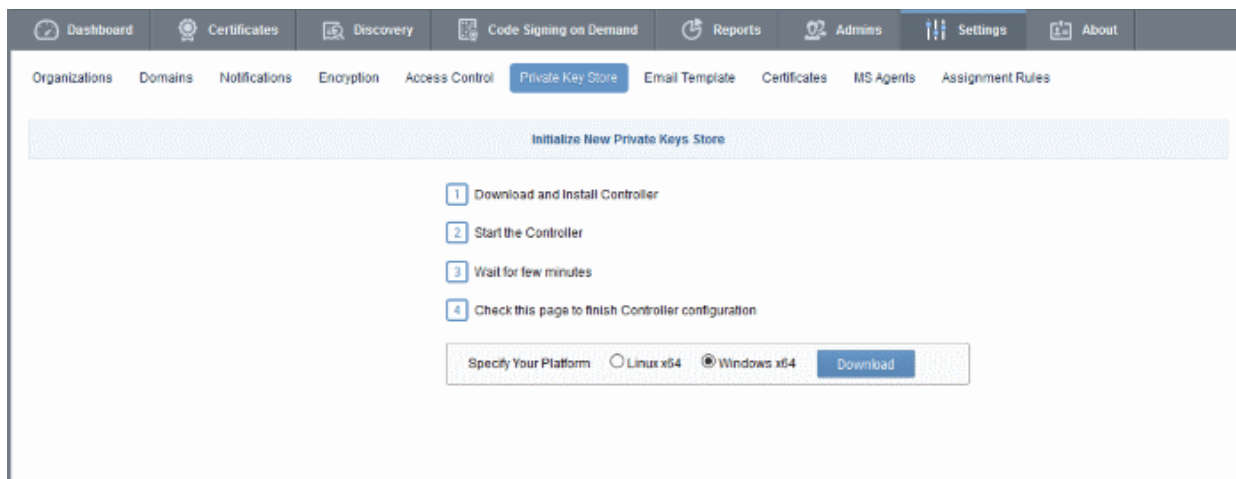 Dashboard Certificates Discovery Code Signing on Demand Reports Admins Settings About
Organizations Domains Notifications Encryption Access Control Private Key Store Email Template Certificates MS Agents Assignment Rules
Initialize New Private Keys Store
1 Download and Install Controller
2 Start the Controller
3 Wait for few minutes
4 Check this page to finish Controller configuration
Specify Your Platform Linux x64 Windows x64 Download